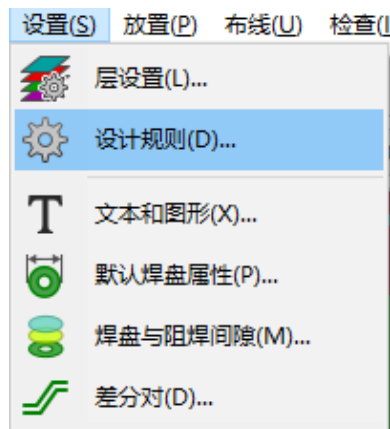 设置(S) 放置(P) 布线(U) 检查(I
层设置(L)...
设计规则(D)...
文本和图形(X)...
默认焊盘属性(P)...
焊盘与阻焊间隙(M)...
差分对(D)...